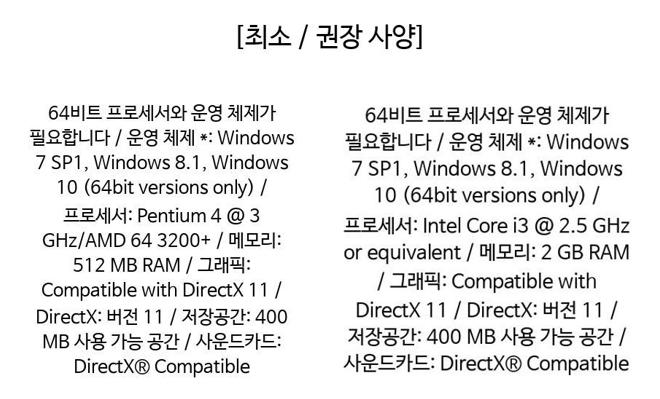 [최소 / 권장 사양]
64비트 프로세서와 운영 체제가
필요합니다 / 운영 체제 *: Windows
7 SP1, Windows 8.1, Windows
10 (64bit versions only) /
프로세서: Pentium 4 @ 3
GHz/AMD 64 3200+ / 메모리:
512 MB RAM / 그래픽:
Compatible with DirectX 11 /
DirectX: 버전 11 / 저장공간: 400
MB 사용 가능 공간 / 사운드카드:
DirectX® Compatible
64비트 프로세서와 운영 체제가
필요합니다 / 운영 체제 *: Windows
7 SP1, Windows 8.1, Windows
10 (64bit versions only) /
프로세서: Intel Core i3 @ 2.5 GHz
or equivalent / 메모리: 2 GB RAM
/ 그래픽: Compatible with
DirectX 11 / DirectX: 버전 11 /
저장공간: 400 MB 사용 가능 공간 /
사운드카드: DirectX® Compatible